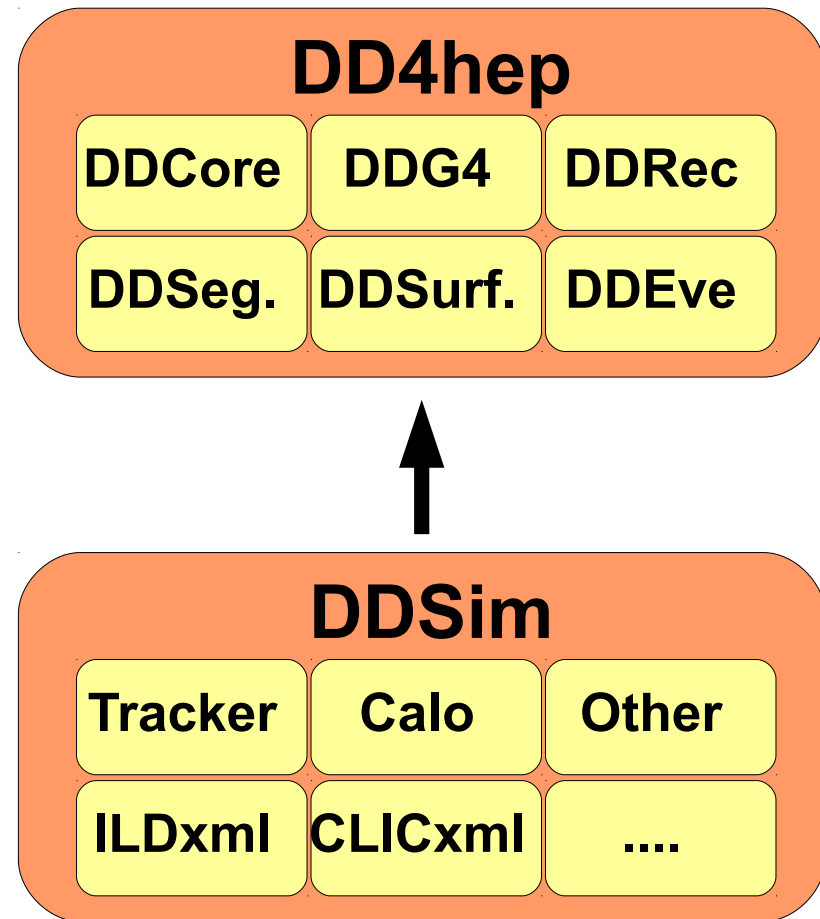 DD4hep
DDCore DDG4 DDRec
DDSeg. DDSurf. DDEve
DDSim
Tracker Calo Other
ILDxml CLICxml ....